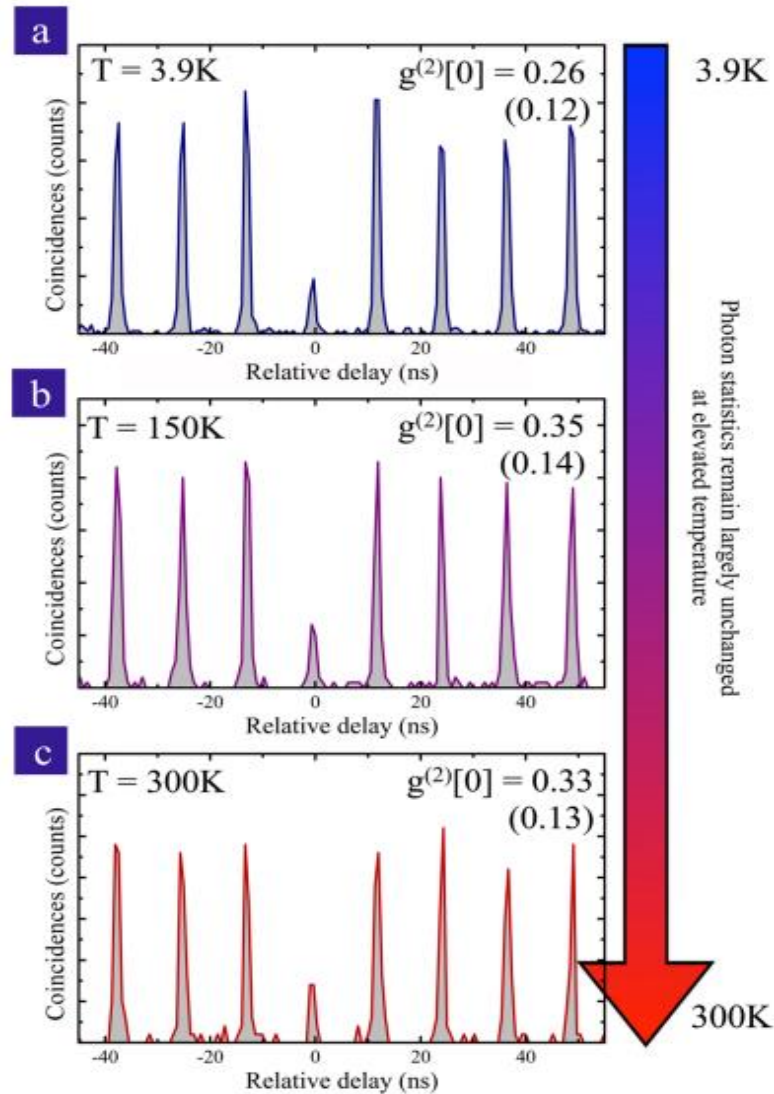 a
T = 3.9K
g(2)[0] = 0.26
(0.12)
3.9K
Coincidences (counts)
-40 -20 0 20 40
Relative delay (ns)
b
T = 150K
g(2)[0] = 0.35
(0.14)
Coincidences (counts)
-40 -20 0 20 40
Relative delay (ns)
Photon statistics remain largely unchanged
at elevated temperature
c
T = 300K
g(2)[0] = 0.33
(0.13)
Coincidences (counts)
-40 -20 0 20 40
Relative delay (ns)
300K